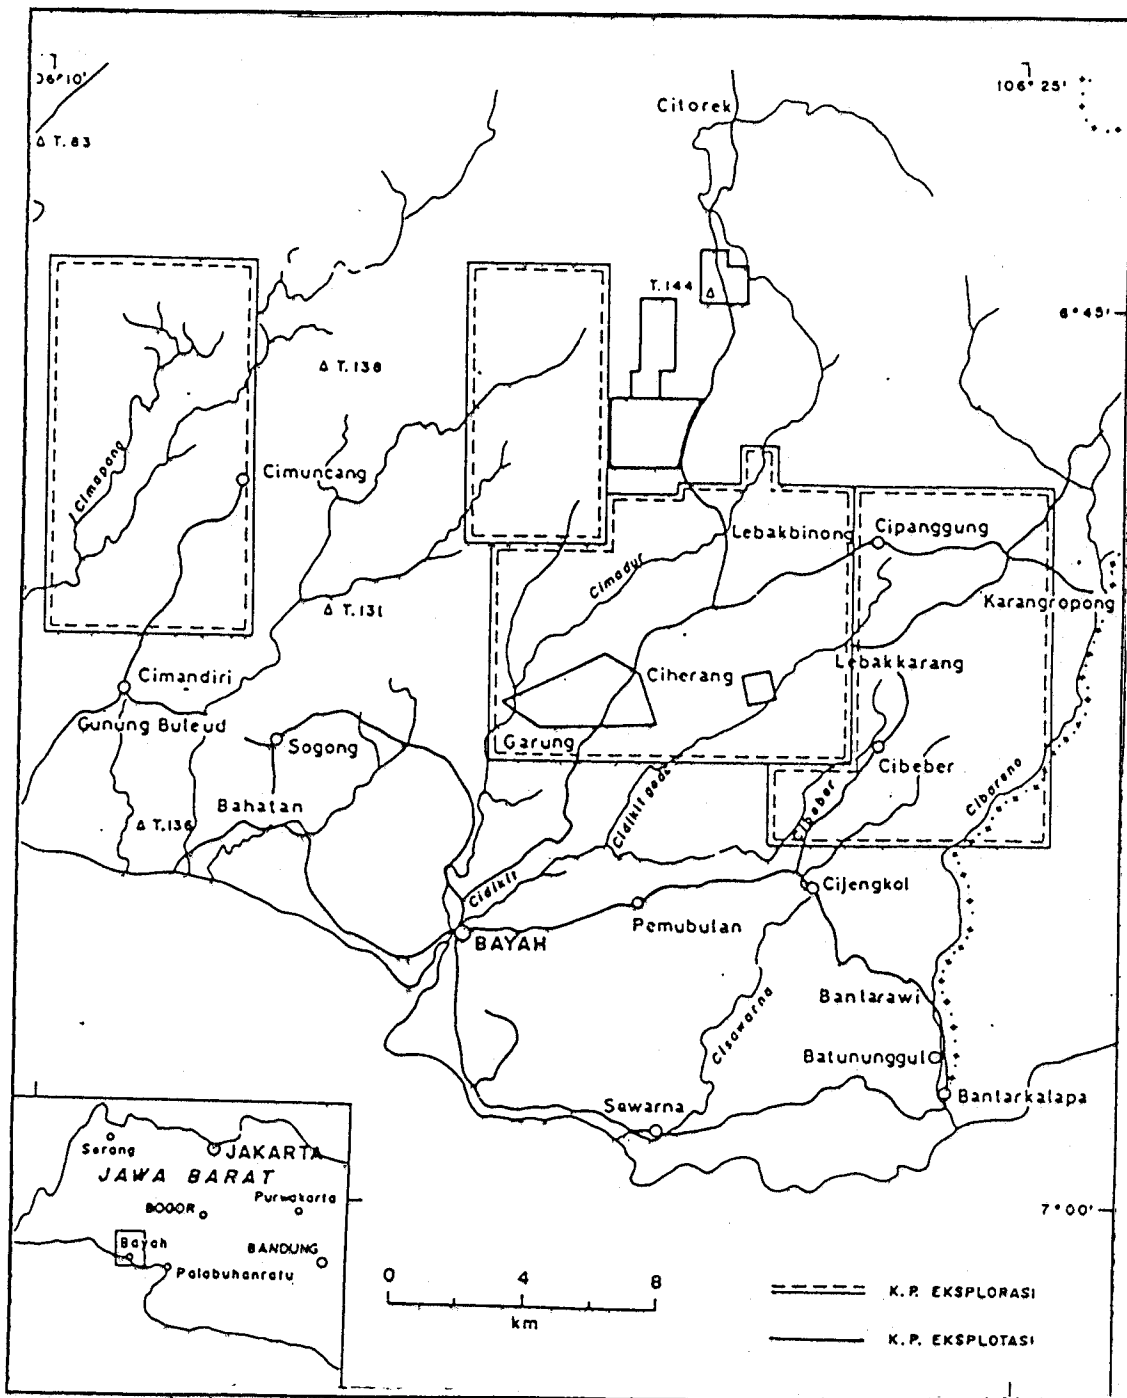 06°10'
106° 25'
Citorek
T.83
T.144
6°45'
T.138
Cimapang
Cimuncang
Lebakbinong
Cipanggung
Cimadur
T.131
Karangropong
Cimandiri
Ciherang
Lebakkarang
Gunung Buleud
Sogong
Garung
Cibeber
Bahatan
T.136
Cidikit gede
Cibeber
Cibareno
Cidikit
Cijengkol
Pemubulan
BAYAH
Bantarawi
Cisawarna
Batununggul
Bantarkalapa
Sawarna
Serang
JAKARTA
JAWA BARAT
Purwakarta
BOGOR
7°00'
Bayah
BANDUNG
Palabuhanratu
0 4 8
km
K.P. EKSPLORASI
K.P. EKSPLOTASI